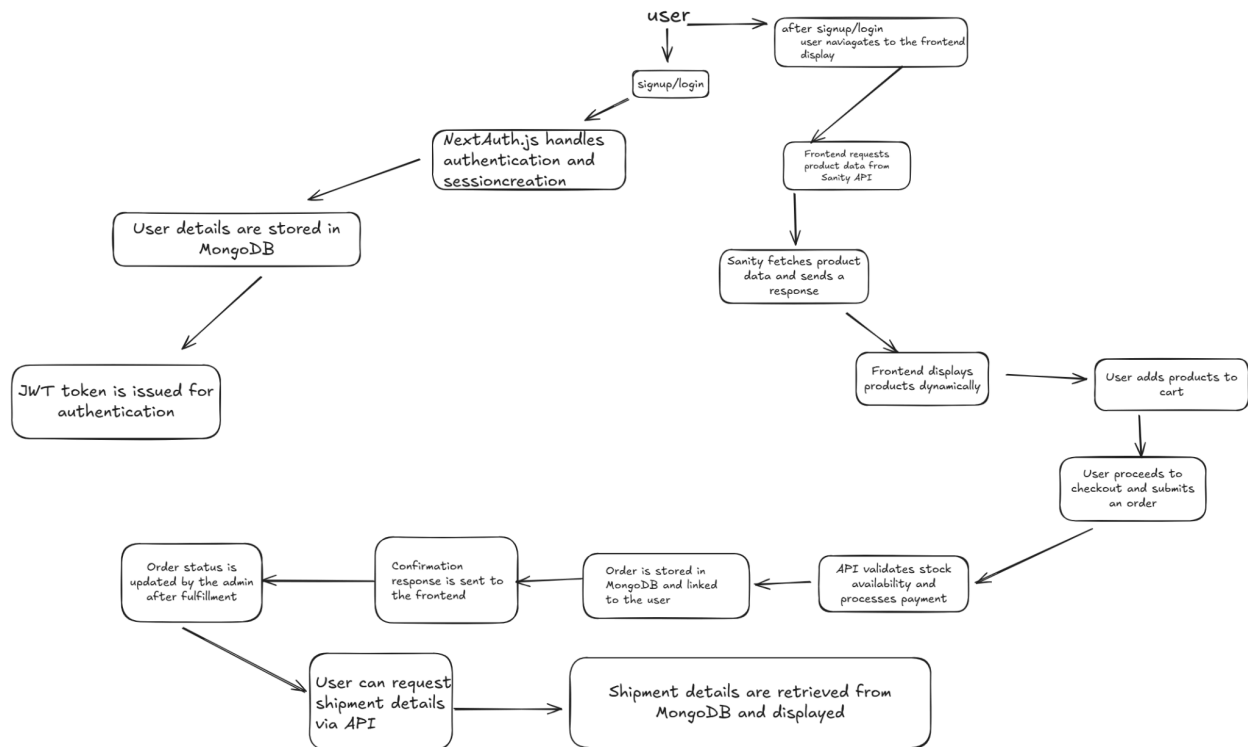 user
after signup/login
user naviagates to the frontend
display
signup/login
NextAuth.js handles
authentication and
sessioncreation
Frontend requests
product data from
Sanity API
User details are stored in
MongoDB
Sanity fetches product
data and sends a
response
JWT token is issued for
authentication
Frontend displays
products dynamically
User adds products to
cart
User proceeds to
checkout and submits
an order
API validates stock
availability and
processes payment
Order is stored in
MongoDB and linked
to the user
Confirmation
response is sent to
the frontend
Order status is
updated by the admin
after fulfillment
User can request
shipment details
via API
Shipment details are retrieved from
MongoDB and displayed